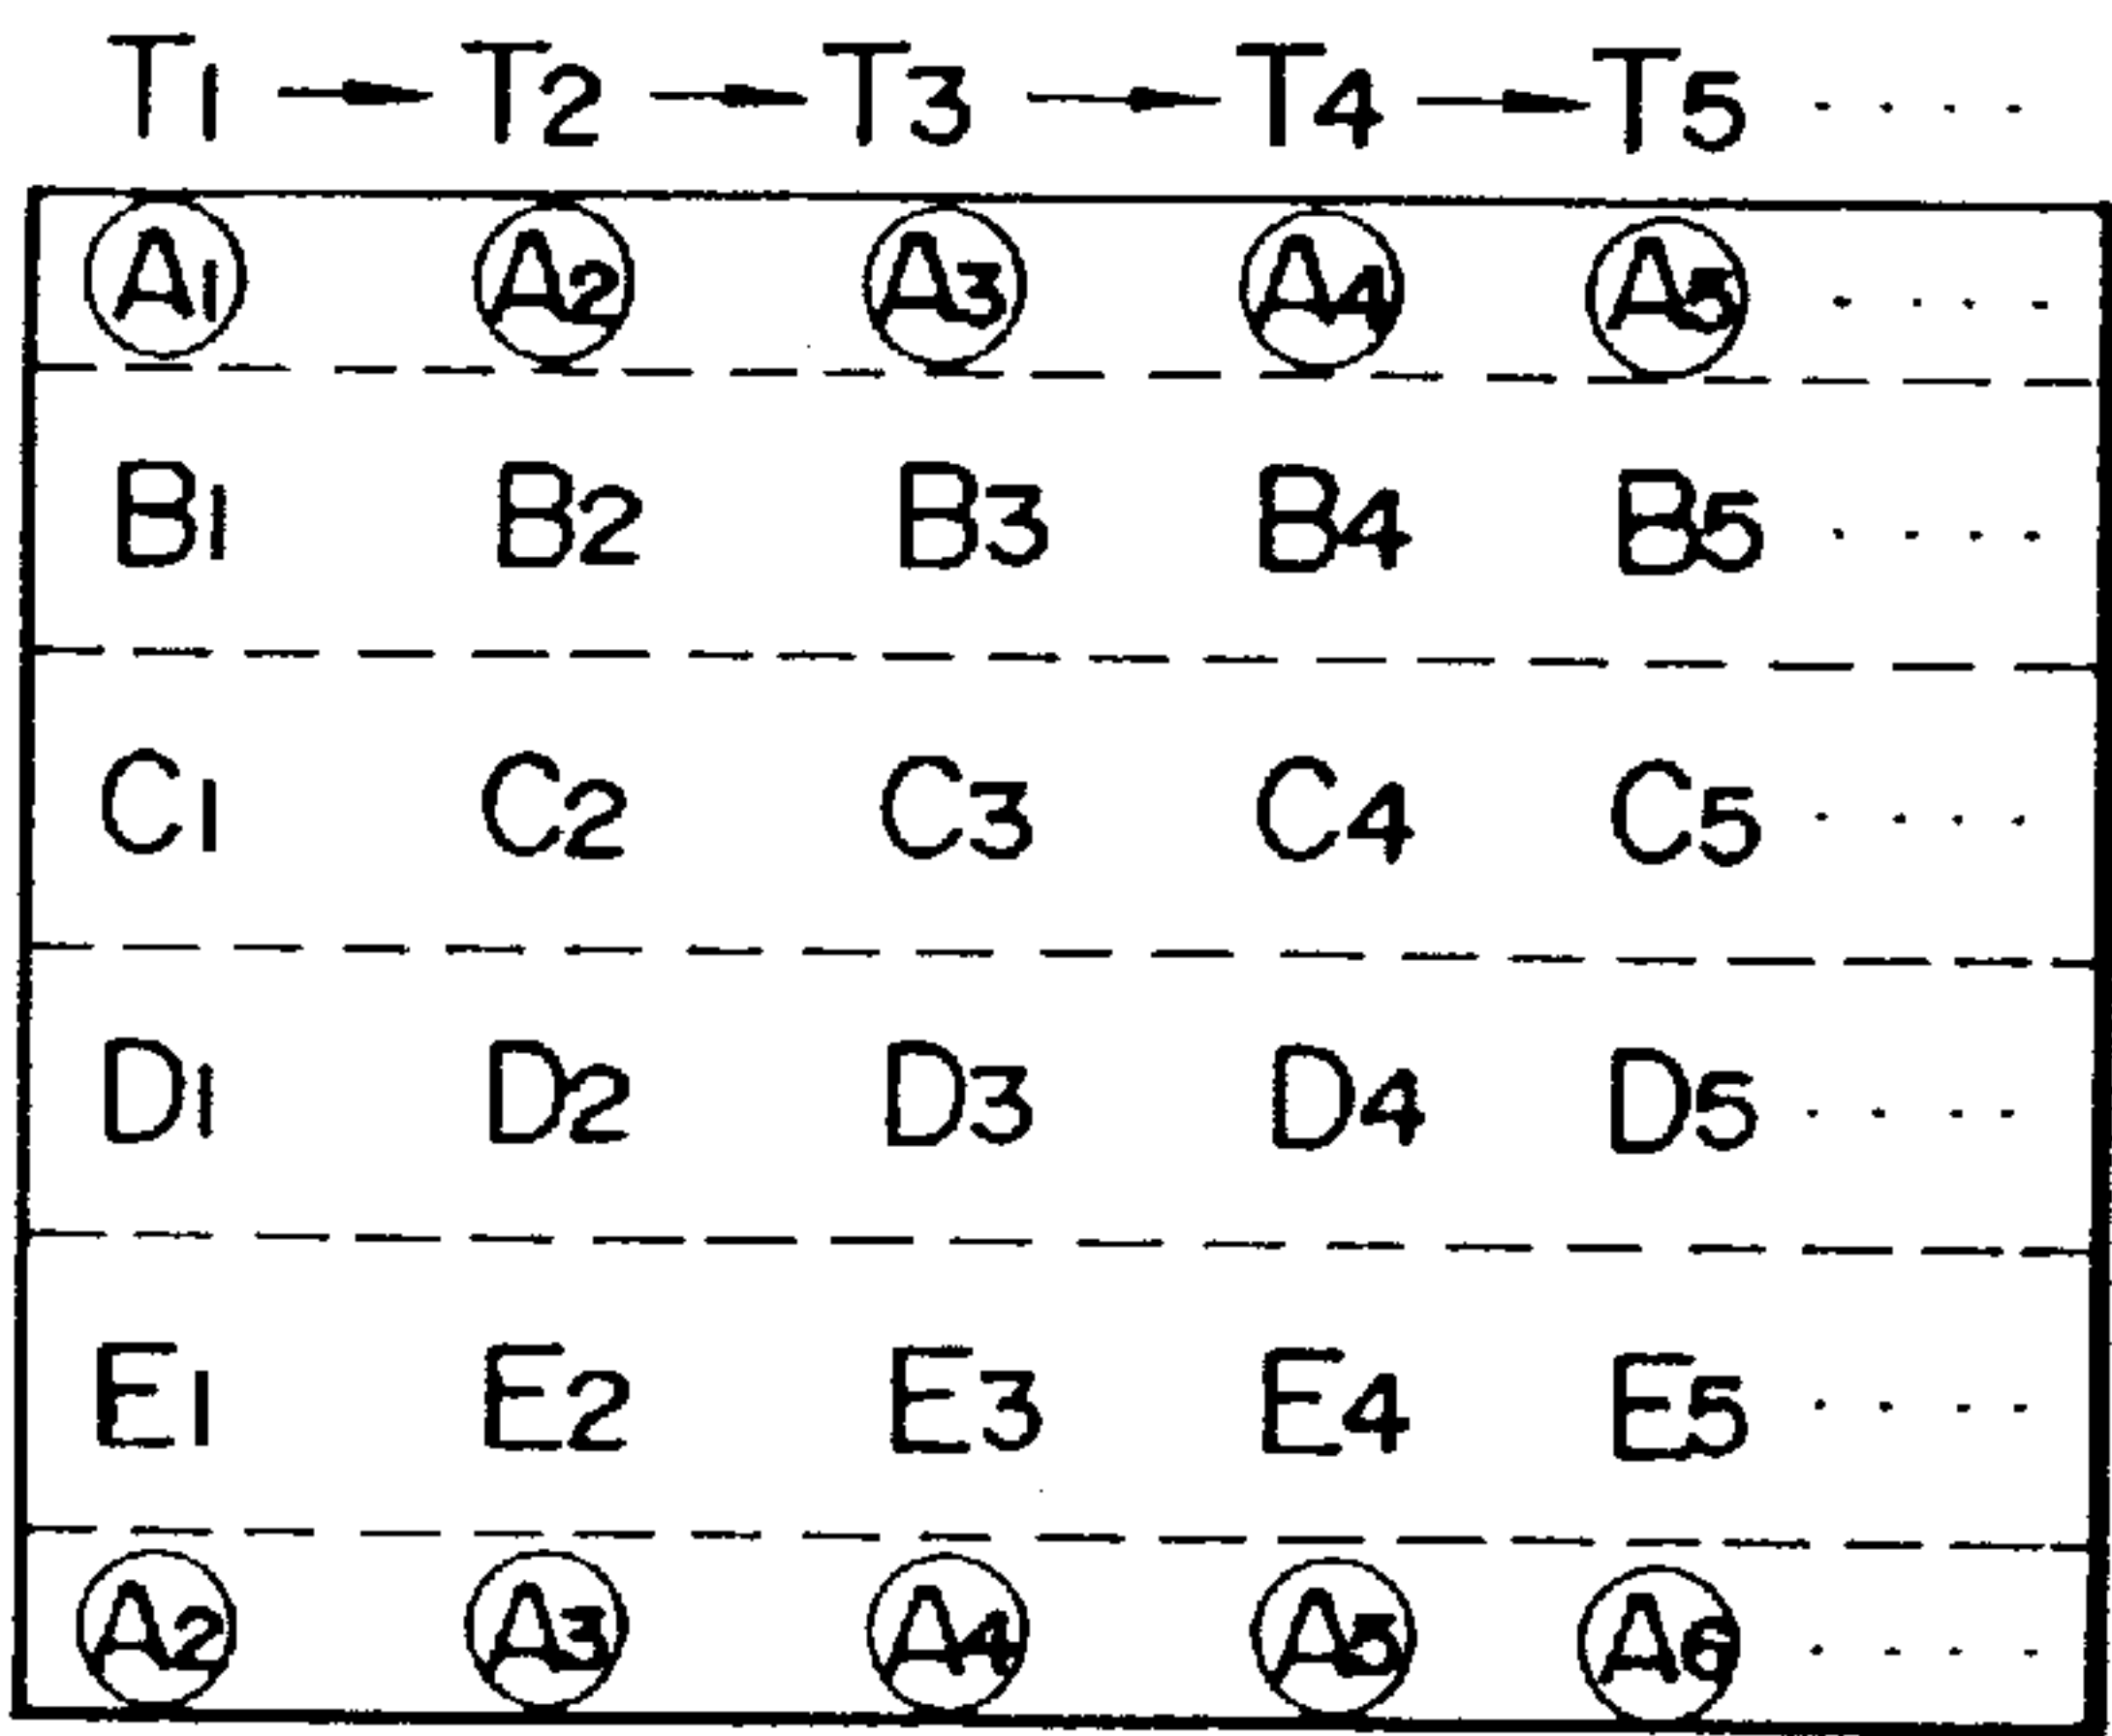 T1 → T2 → T3 → T4 → T5 ....
A1 A2 A3 A4 A5 ....
B1 B2 B3 B4 B5 ....
C1 C2 C3 C4 C5 ....
D1 D2 D3 D4 D5 ....
E1 E2 E3 E4 E5 ....
A2 A3 A4 A5 A6 ....